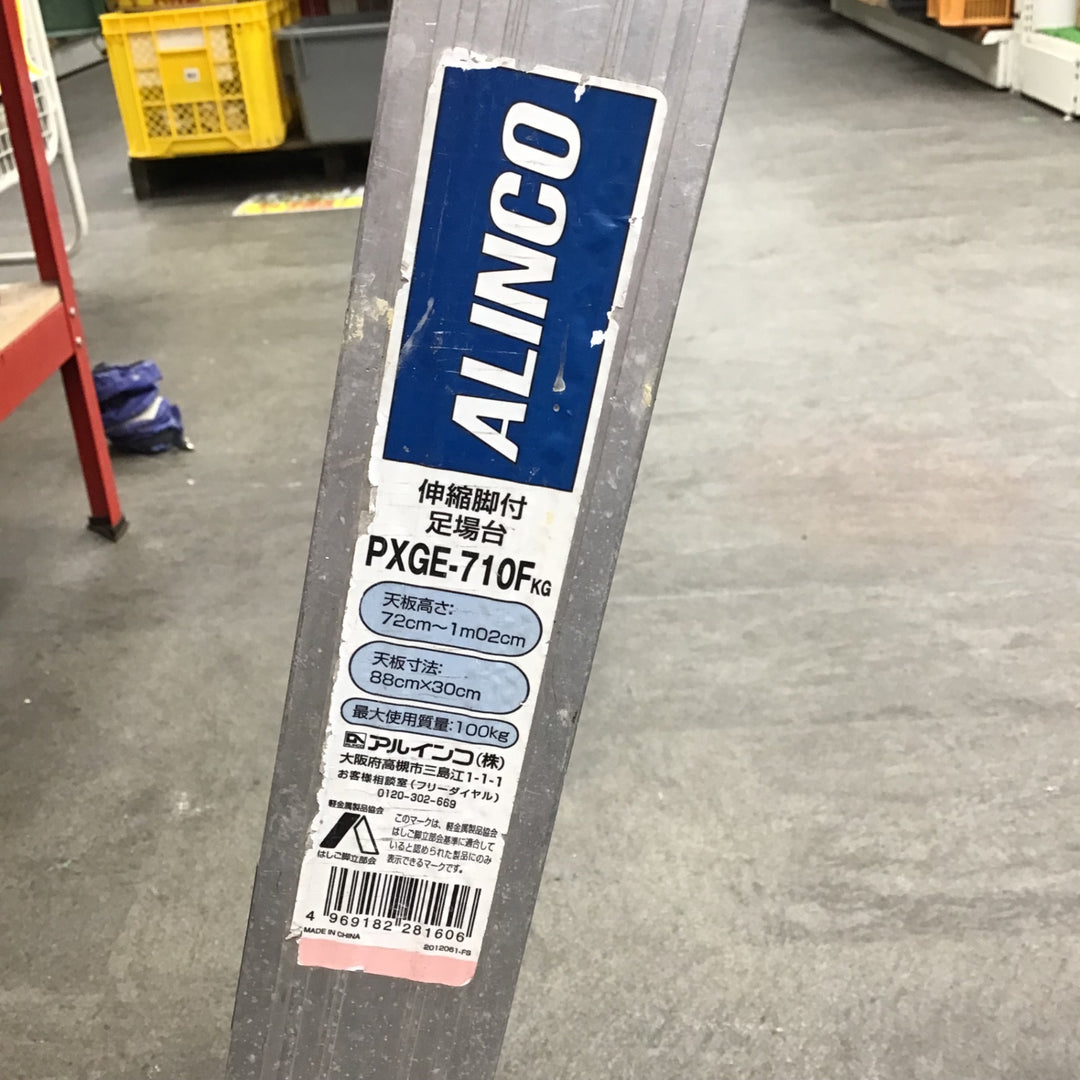 ALINCO
伸縮脚付
足場台
PXGE-710FKG
天板高さ:
72cm～1m02cm
天板寸法:
88cm×30cm
最大使用質量:100kg
アルインコ(株)
大阪府高槻市三島江1-1-1
お客様相談室(フリーダイヤル)
0120-302-669
軽金属製品協会
はしご脚立部会
このマークは、軽金属製品協会
はしご脚立部会基準に適合して
いると認められた製品にのみ
表示できるマークです。
4 969182 281606
MADE IN CHINA
2012061-FS